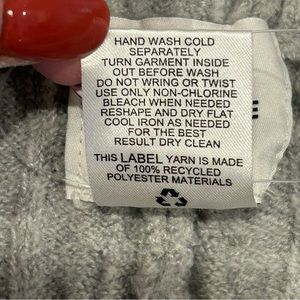 HAND WASH COLD
SEPARATELY
TURN GARMENT INSIDE
OUT BEFORE WASH
DO NOT WRING OR TWIST
USE ONLY NON-CHLORINE
BLEACH WHEN NEEDED
RESHAPE AND DRY FLAT
COOL IRON AS NEEDED
FOR THE BEST
RESULT DRY CLEAN
THIS LABEL YARN IS MADE
OF 100% RECYCLED
POLYESTER MATERIALS